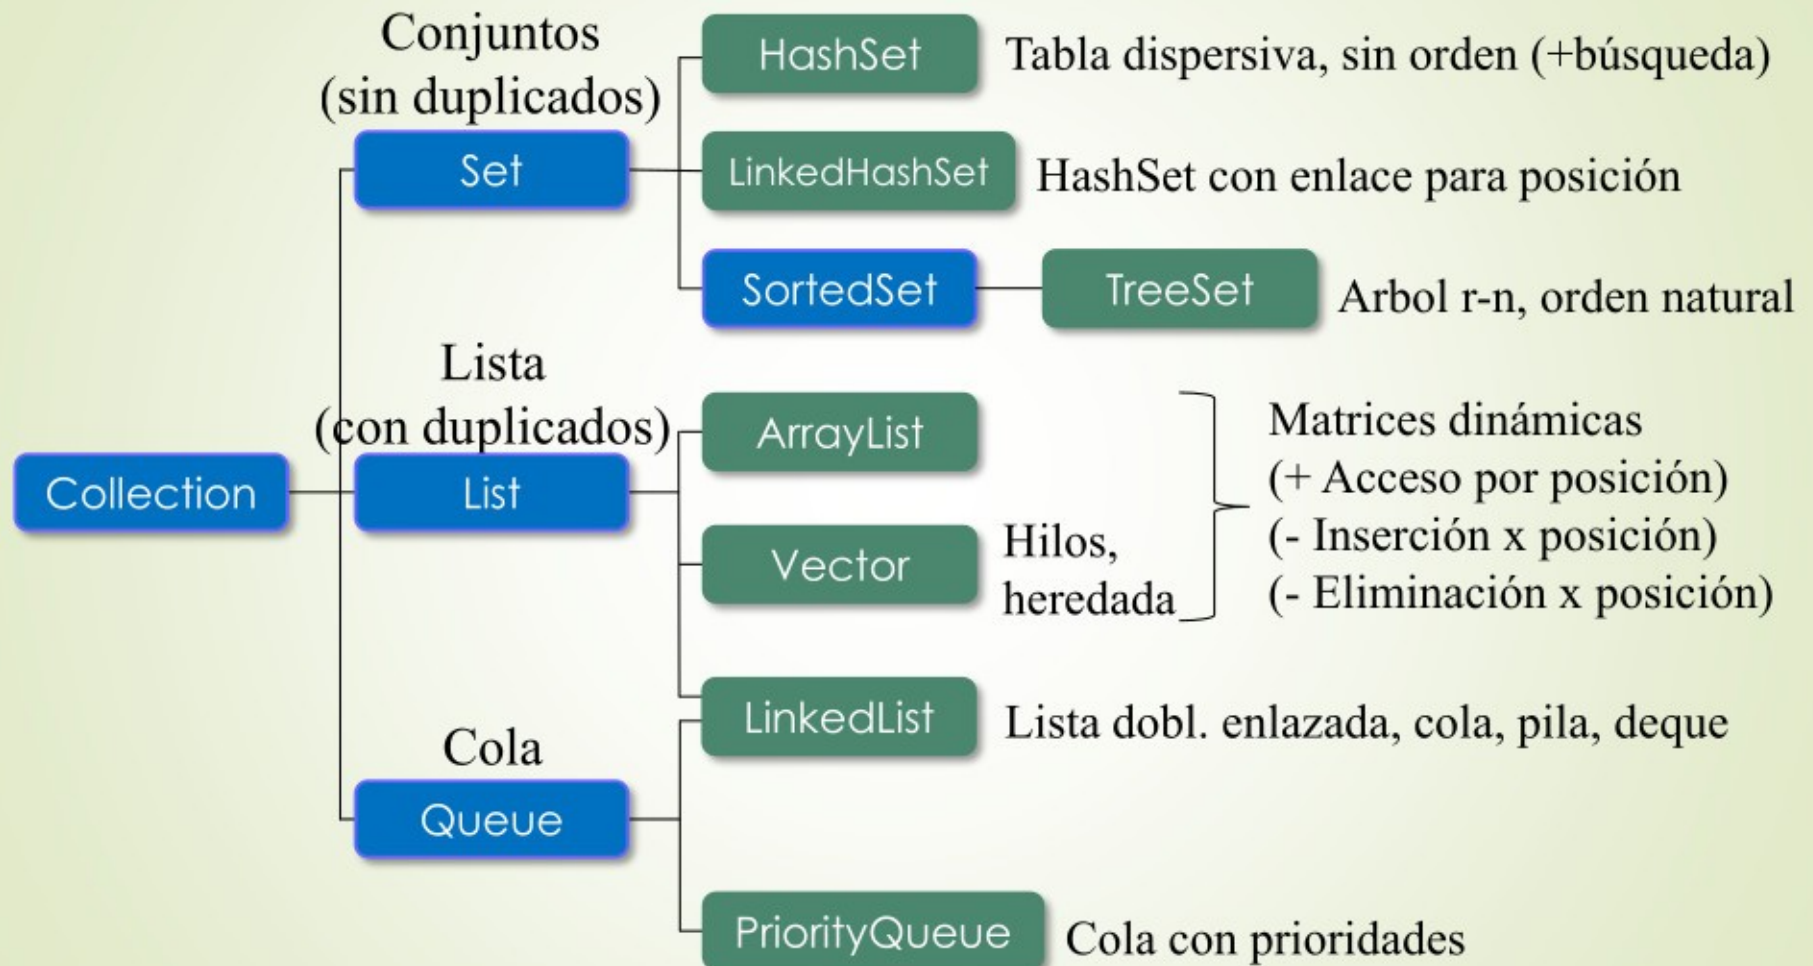 Conjuntos
(sin duplicados)
Set
HashSet
Tabla dispersiva, sin orden (+búsqueda)
LinkedHashSet
HashSet con enlace para posición
SortedSet
TreeSet
Arbol r-n, orden natural
Lista
(con duplicados)
Collection
List
ArrayList
Vector
Hilos,
heredada
Matrices dinámicas
(+ Acceso por posición)
(- Inserción x posición)
(- Eliminación x posición)
LinkedList
Lista dobl. enlazada, cola, pila, deque
Cola
Queue
PriorityQueue
Cola con prioridades